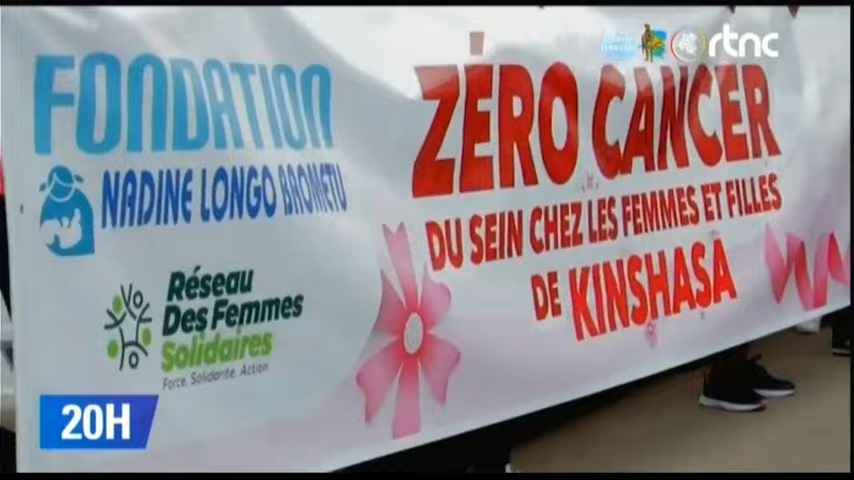 rtnc
FONDATION
NADINE LONGO
Réseau
Des Femmes
Solidaires
Force. Solidarité. Action
ZÉRO CANCER
DU SEIN CHEZ LES FEMMES ET FILLES
DE KINSHASA
20H